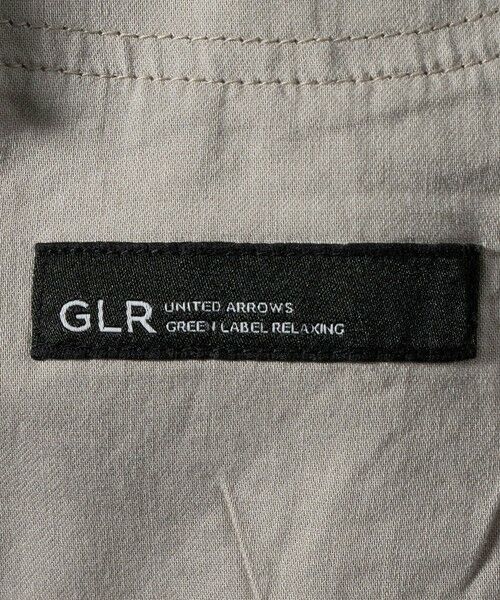 GLR
UNITED ARROWS
GREEN LABEL RELAXING